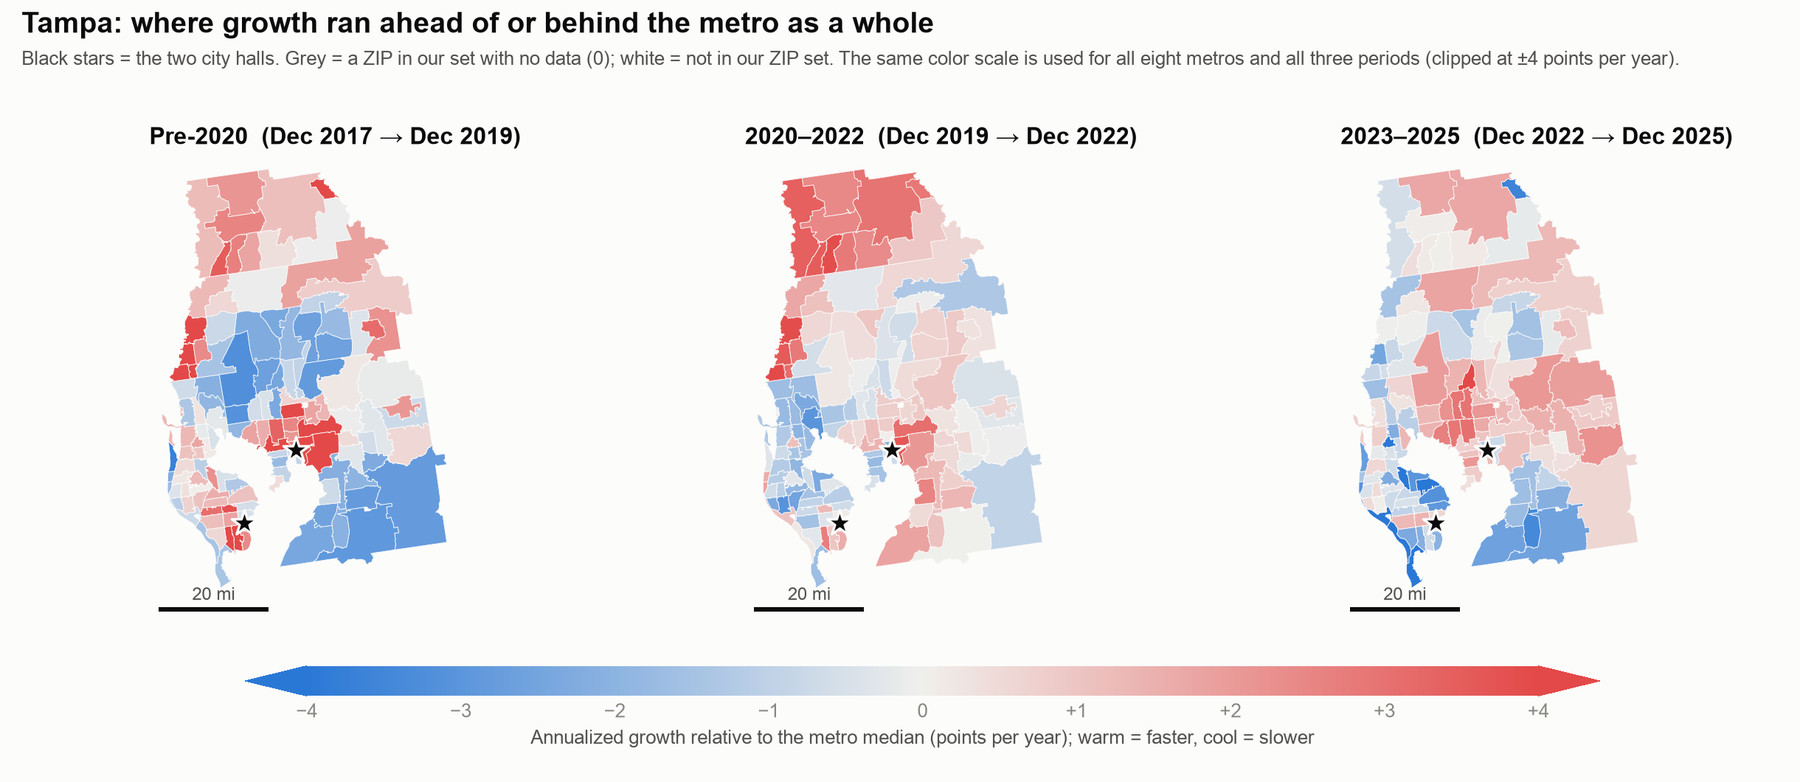 Tampa: where growth ran ahead of or behind the metro as a whole
Black stars = the two city halls. Grey = a ZIP in our set with no data (0); white = not in our ZIP set. The same color scale is used for all eight metros and all three periods (clipped at ±4 points per year).
Pre-2020 (Dec 2017 → Dec 2019)
2020–2022 (Dec 2019 → Dec 2022)
2023–2025 (Dec 2022 → Dec 2025)
20 mi
20 mi
20 mi
−4 −3 −2 −1 0 +1 +2 +3 +4
Annualized growth relative to the metro median (points per year); warm = faster, cool = slower